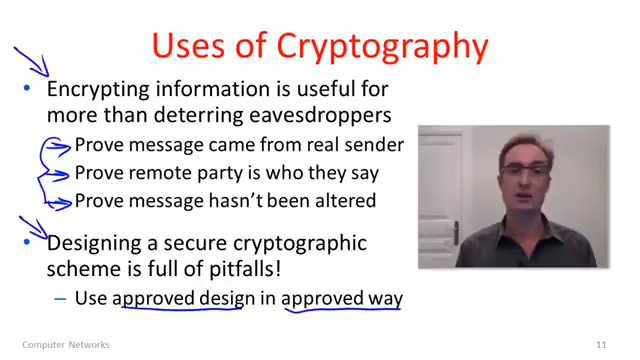 Uses of Cryptography
• Encrypting information is useful for
more than deterring eavesdroppers
Prove message came from real sender
Prove remote party is who they say
Prove message hasn't been altered
• Designing a secure cryptographic
scheme is full of pitfalls!
– Use approved design in approved way
Computer Networks
11